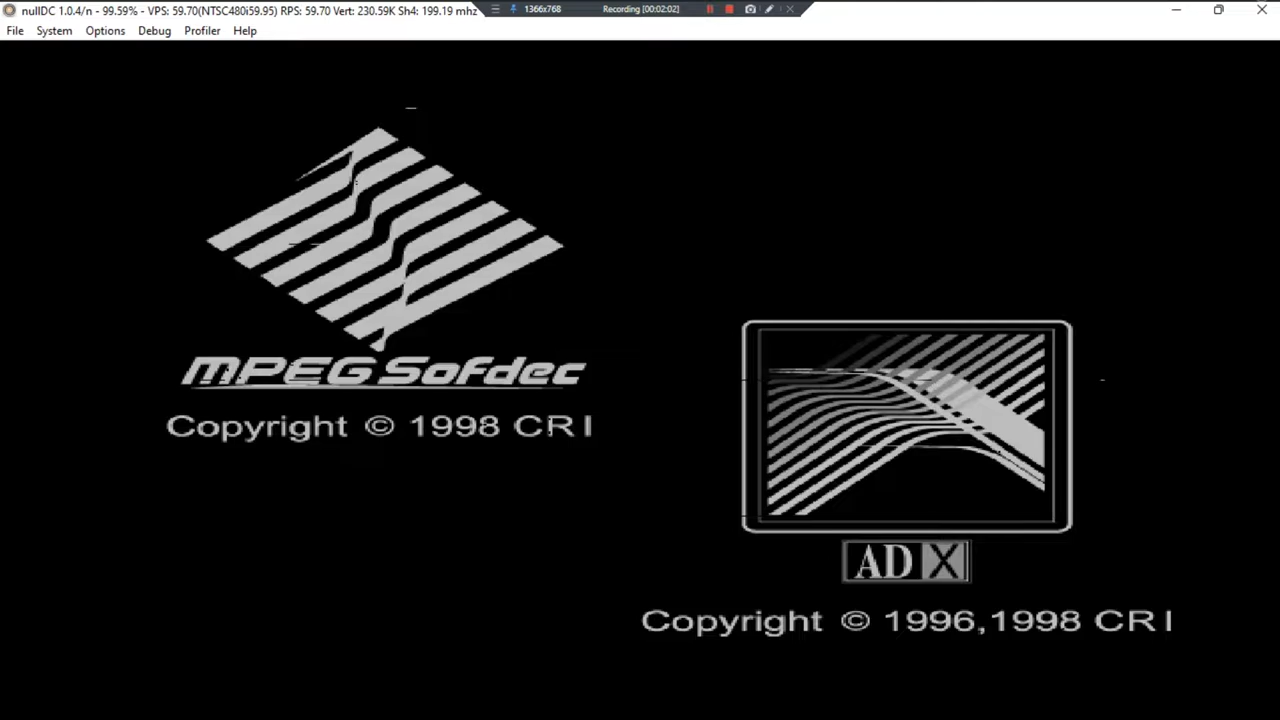 nullDC 1.0.4/n - 99.59% - VPS: 59.70(NTSC480i59.95) RPS: 59.70 Vert: 230.59K Sh4: 199.19 mhz
1366x768
Recording [00:02:02]
File System Options Debug Profiler Help
MPEG Sofdec
Copyright © 1998 CRI
ADX
Copyright © 1996,1998 CRI